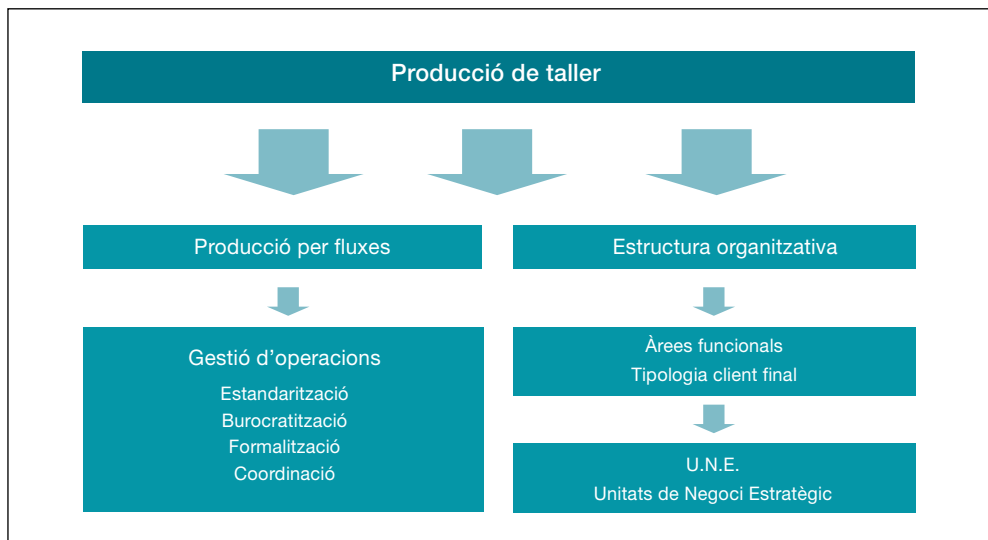 Producció de taller
Producció per fluxes
Estructura organitzativa
Gestió d’operacions
Estandarització
Burocratització
Formalització
Coordinació
Àrees funcionals
Tipologia client final
U.N.E.
Unitats de Negoci Estratègic